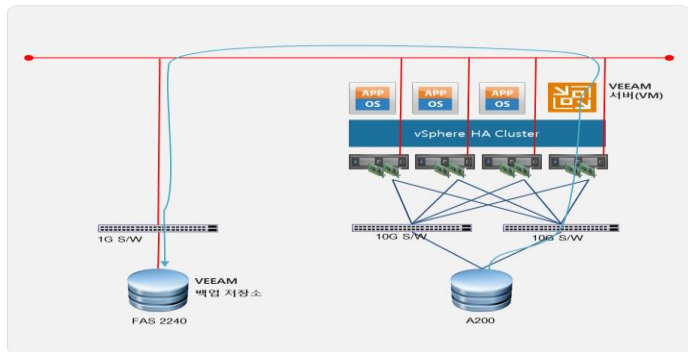 APP
OS
APP
OS
APP
OS
VEEAM
서버(VM)
vSphere HA Cluster
1G S/W
10G S/W
10G S/W
VEEAM
백업 저장소
FAS 2240
A200